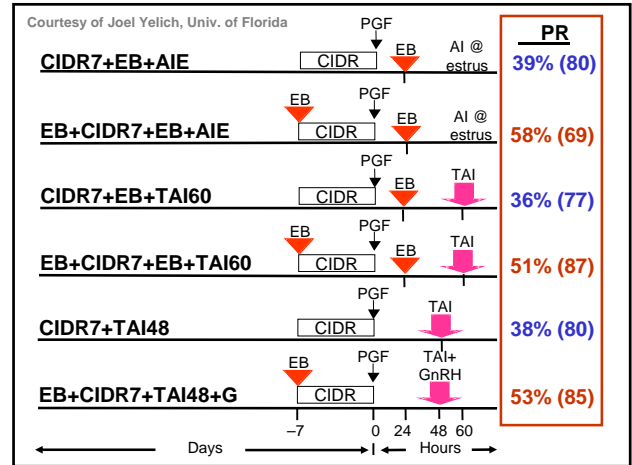 Courtesy of Joel Yelich, Univ. of Florida
PR
PGF
EB
CIDR
AI @
estrus
CIDR7+EB+AIE
39% (80)
EB
PGF
EB
CIDR
AI @
estrus
EB+CIDR7+EB+AIE
58% (69)
PGF
EB
TAI
CIDR
CIDR7+EB+TAI60
36% (77)
EB
PGF
EB
TAI
CIDR
EB+CIDR7+EB+TAI60
51% (87)
PGF
TAI
CIDR
CIDR7+TAI48
38% (80)
EB
PGF
TAI+
GnRH
CIDR
EB+CIDR7+TAI48+G
53% (85)
–7 0 24 48 60
Days Hours